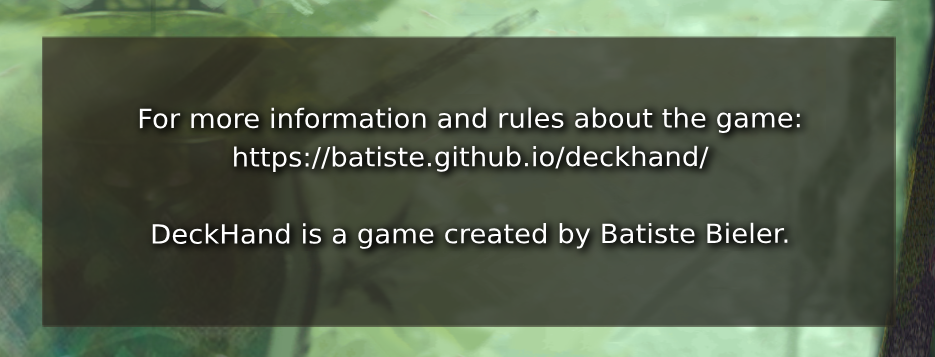 For more information and rules about the game:
https://batiste.github.io/deckhand/
DeckHand is a game created by Batiste Bieler.